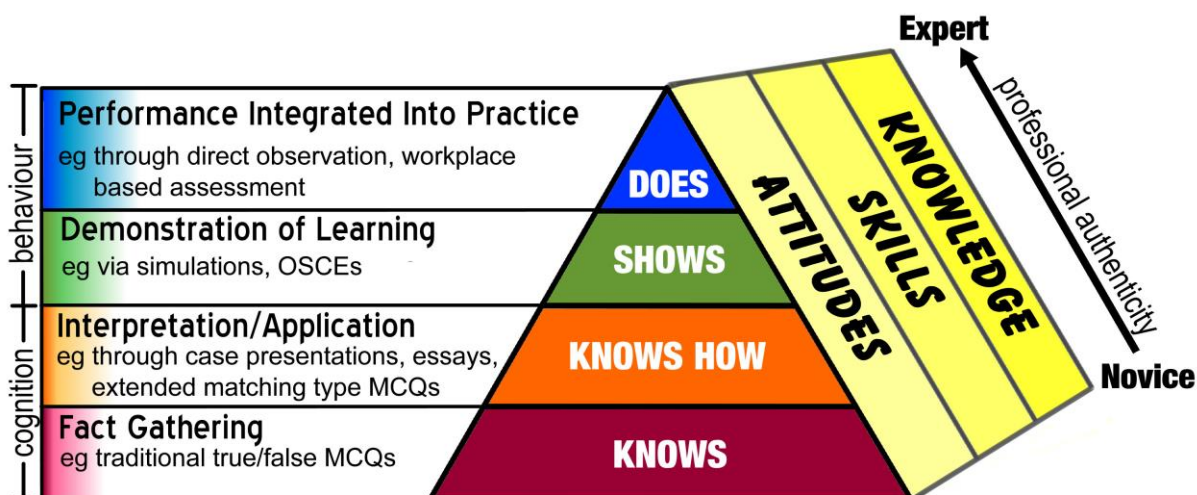 Expert
professional authenticity
Novice
behaviour
cognition
Performance Integrated Into Practice
eg through direct observation, workplace
based assessment
DOES
Demonstration of Learning
eg via simulations, OSCEs
SHOWS
Interpretation/Application
eg through case presentations, essays,
extended matching type MCQs
KNOWS HOW
Fact Gathering
eg traditional true/false MCQs
KNOWS
ATTITUDES
SKILLS
KNOWLEDGE